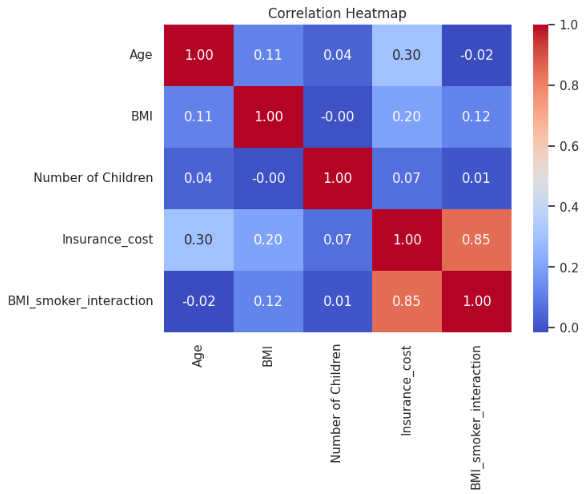 Correlation Heatmap
Age 1.00 0.11 0.04 0.30 -0.02
BMI 0.11 1.00 -0.00 0.20 0.12
Number of Children 0.04 -0.00 1.00 0.07 0.01
Insurance_cost 0.30 0.20 0.07 1.00 0.85
BMI_smoker_interaction -0.02 0.12 0.01 0.85 1.00
Age
BMI
Number of Children
Insurance_cost
BMI_smoker_interaction
1.0
0.8
0.6
0.4
0.2
0.0